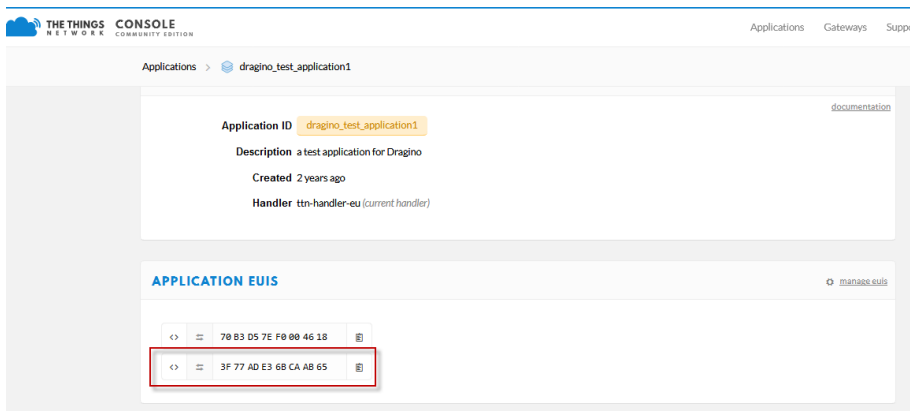 THE THINGS NETWORK
CONSOLE
COMMUNITY EDITION
Applications Gateways
Applications > dragino_test_application1
documentation
Application ID dragino_test_application1
Description a test application for Dragino
Created 2 years ago
Handler ttn-handler-eu (current handler)
APPLICATION EUIS
manage euis
<> 70 B3 D5 7E F0 00 46 18
<> 3F 77 AD E3 6B CA AB 65